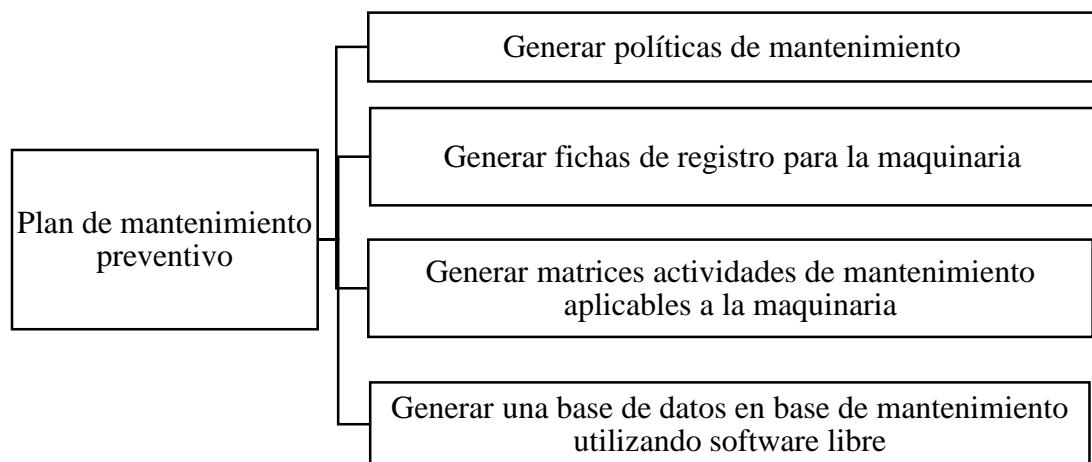 Generar políticas de mantenimiento
Generar fichas de registro para la maquinaria
Plan de mantenimiento
preventivo
Generar matrices actividades de mantenimiento
aplicables a la maquinaria
Generar una base de datos en base de mantenimiento
utilizando software libre